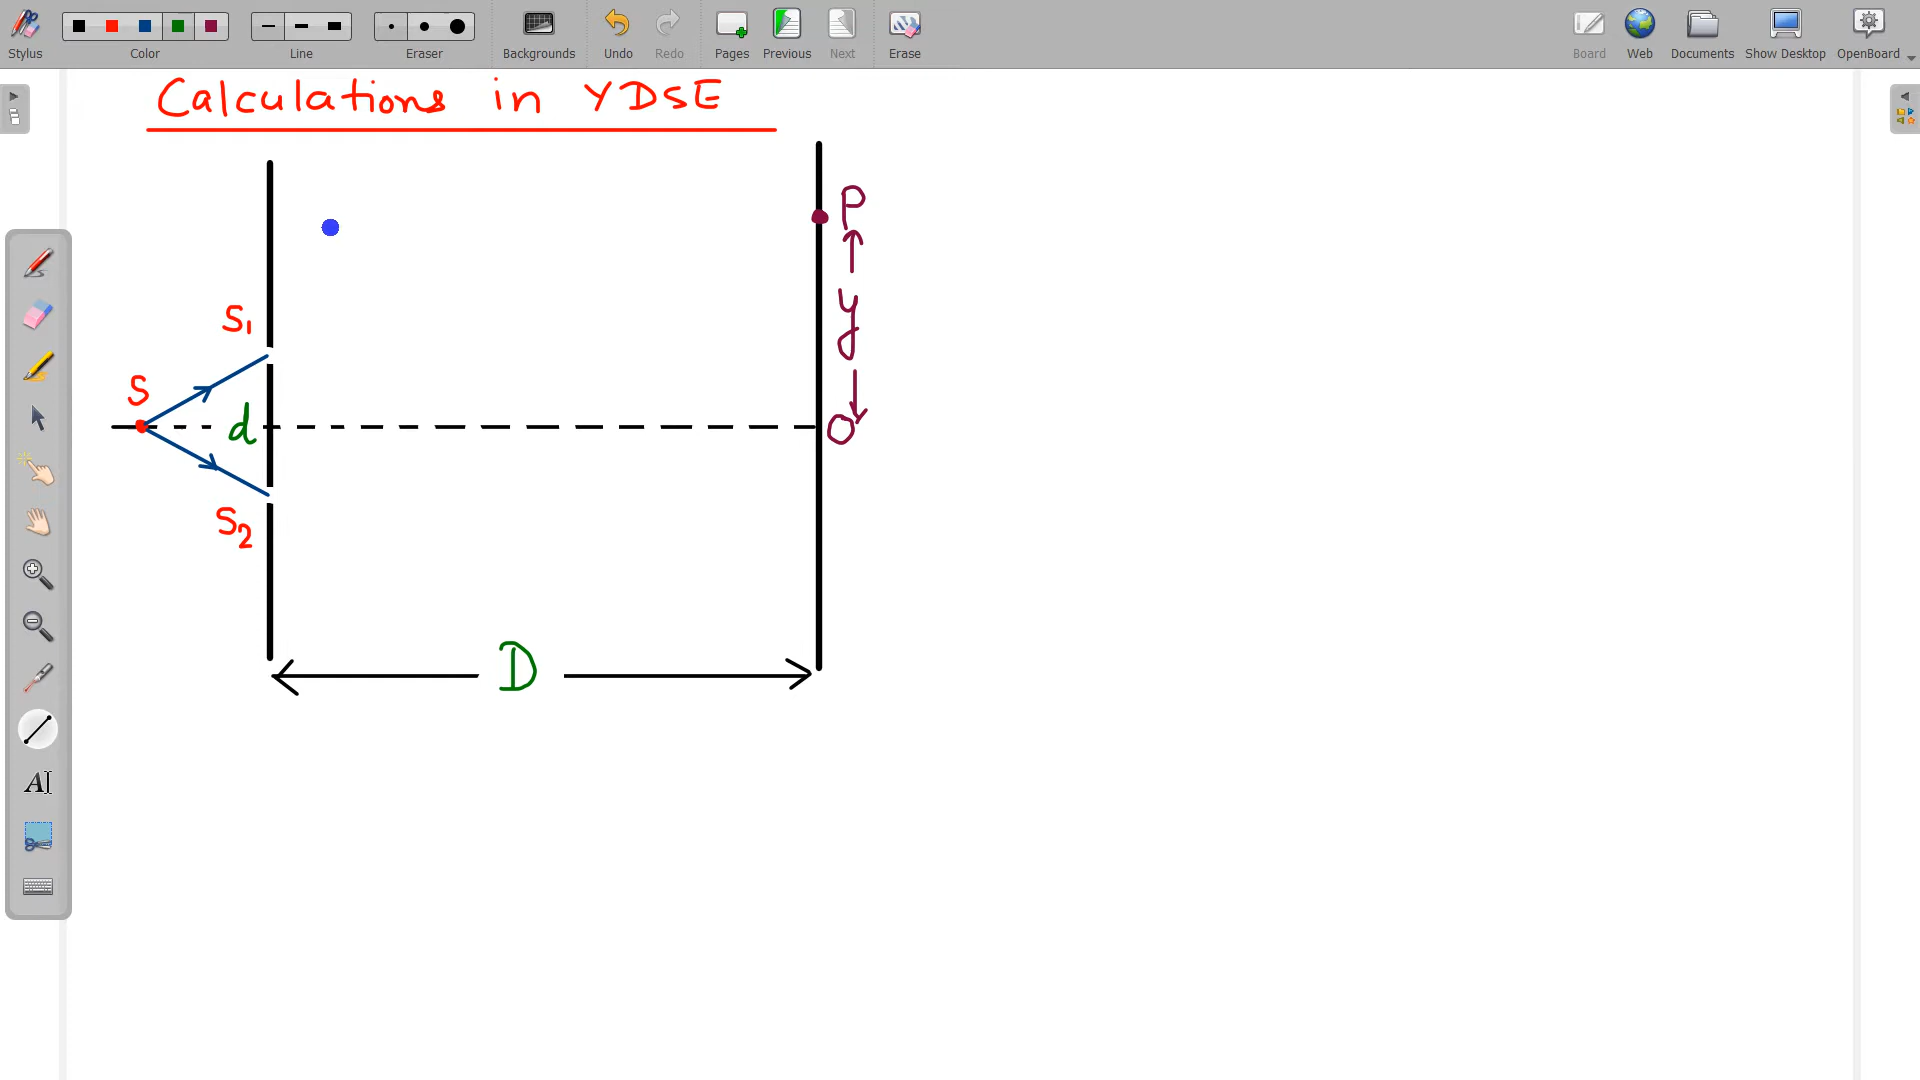 Stylus Color Line Eraser Backgrounds Undo Redo Pages Previous Next Erase Board Web Documents Show Desktop OpenBoard
Calculations in YDSE
P
S1
y
S
d
O
S2
D
AI